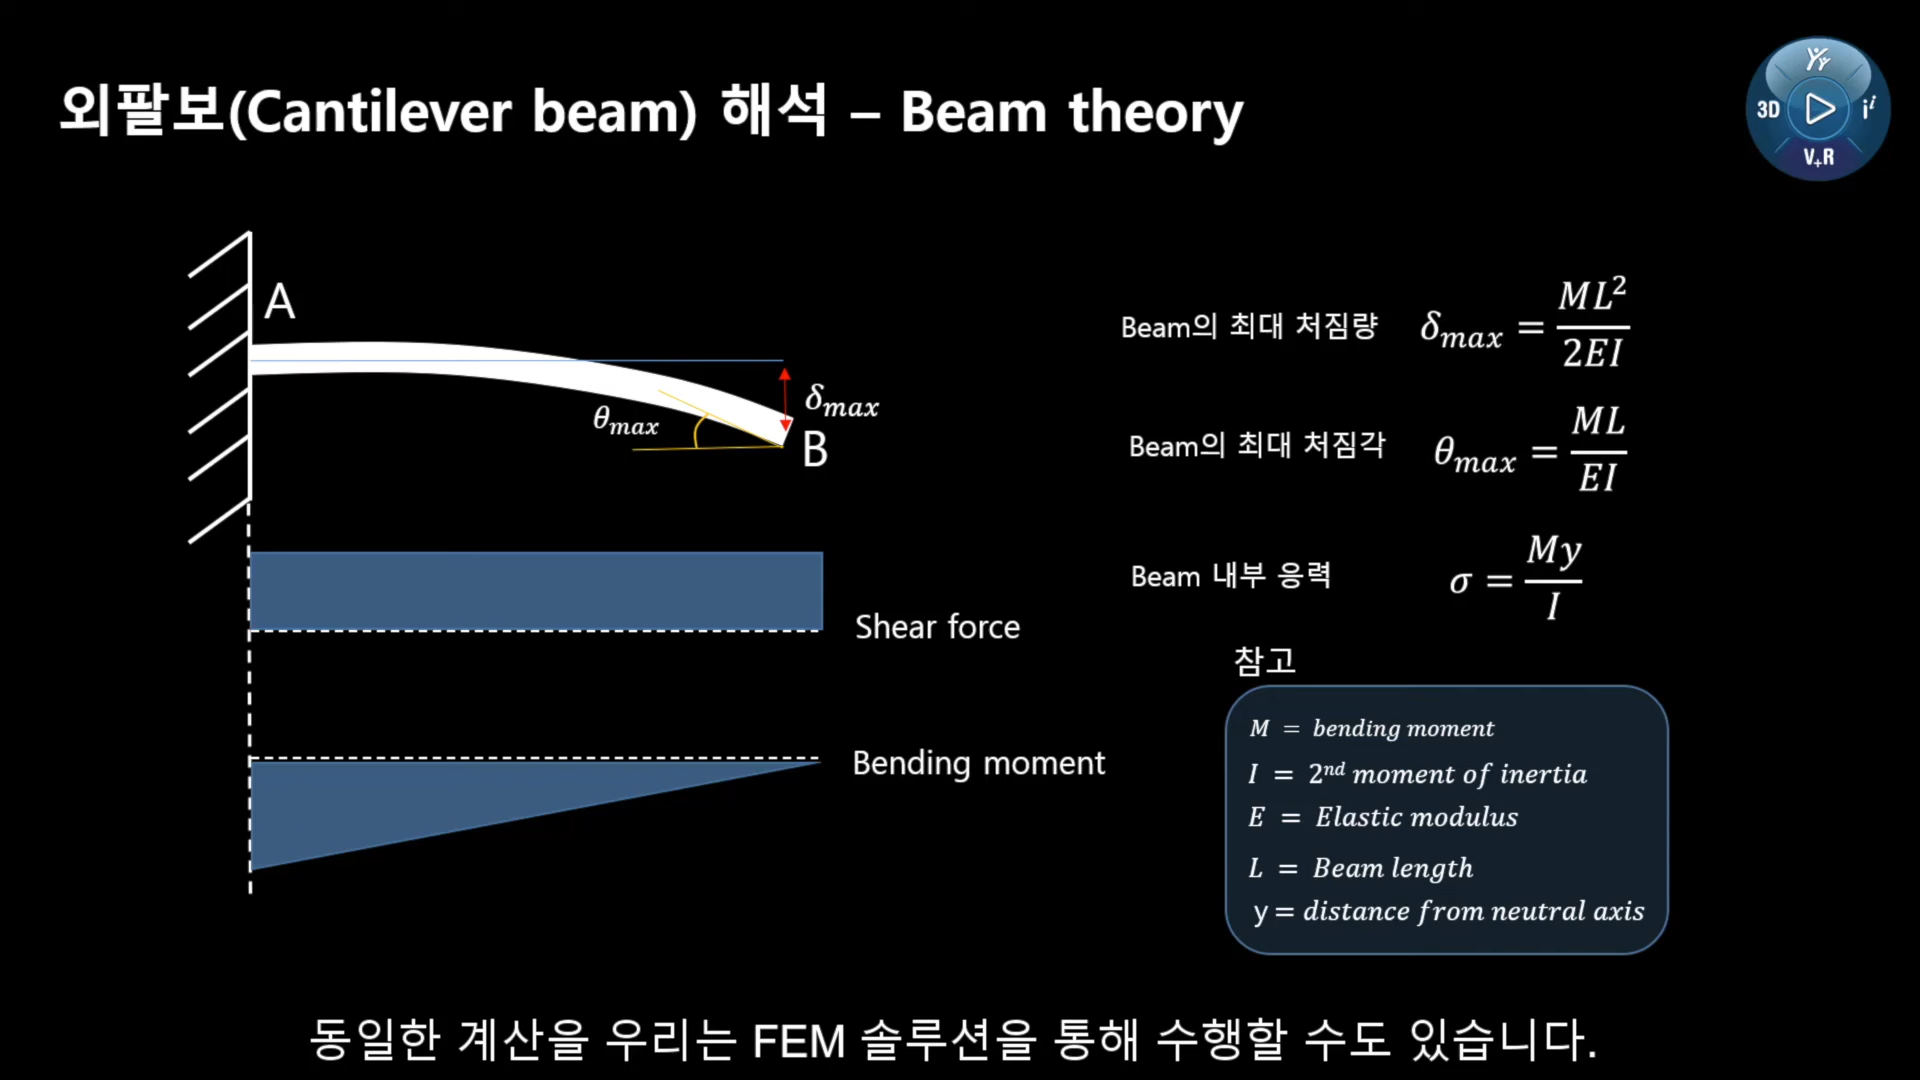 외팔보(Cantilever beam) 해석 – Beam theory
3D
i
V+R
A
θmax
δmax
B
Shear force
Bending moment
Beam의 최대 처짐량 δmax = ML² / 2EI
Beam의 최대 처짐각 θmax = ML / EI
Beam 내부 응력 σ = My / I
참고
M = bending moment
I = 2nd moment of inertia
E = Elastic modulus
L = Beam length
y = distance from neutral axis
동일한 계산을 우리는 FEM 솔루션을 통해 수행할 수도 있습니다.